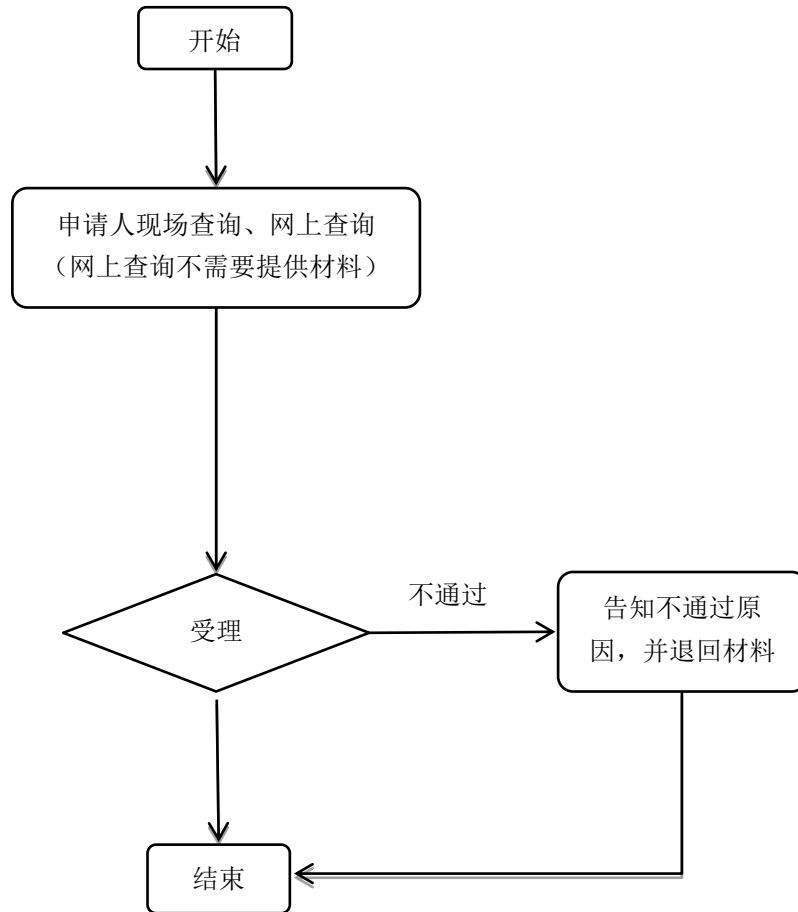 开始
申请人现场查询、网上查询
（网上查询不需要提供材料）
受理
不通过
告知不通过原
因，并退回材料
结束